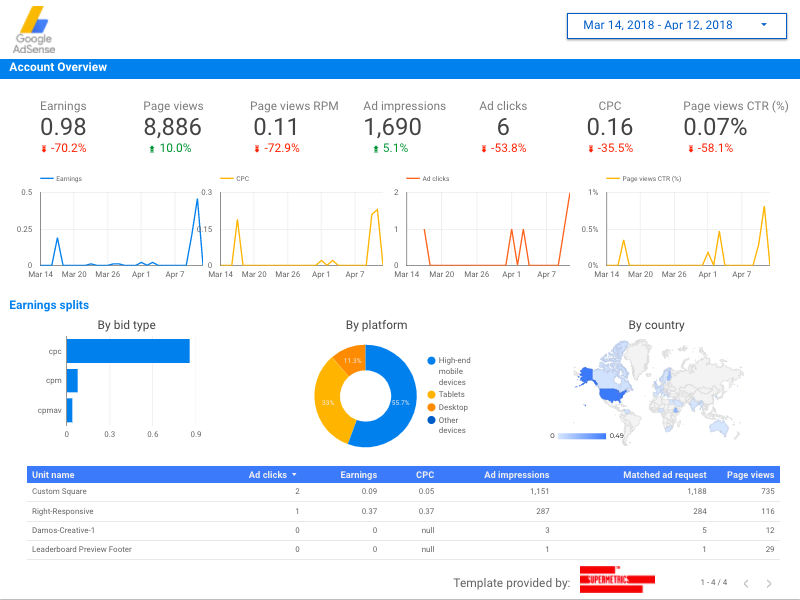 Google
AdSense
Mar 14, 2018 - Apr 12, 2018
Account Overview
Earnings
0.98
-70.2%
Page views
8,886
10.0%
Page views RPM
0.11
-72.9%
Ad impressions
1,690
5.1%
Ad clicks
6
-53.8%
CPC
0.16
-35.5%
Page views CTR (%)
0.07%
-58.1%
Earnings
0.5
0.25
0
Mar 14 Mar 20 Mar 26 Apr 1 Apr 7
CPC
0.3
0.15
0
Mar 14 Mar 20 Mar 26 Apr 1 Apr 7
Ad clicks
2
1
0
Mar 14 Mar 20 Mar 26 Apr 1 Apr 7
Page views CTR (%)
1%
0.5%
0%
Mar 14 Mar 20 Mar 26 Apr 1 Apr 7
Earnings splits
By bid type
cpc
cpm
cpmav
0 0.3 0.6 0.9
By platform
11.3%
33%
55.7%
High-end
mobile
devices
Tablets
Desktop
Other
devices
By country
0 0.49
Unit name Ad clicks Earnings CPC Ad impressions Matched ad request Page views
Custom Square 2 0.09 0.05 1,151 1,188 735
Right-Responsive 1 0.37 0.37 287 284 116
Damos-Creative-1 0 0 null 3 5 12
Leaderboard Preview Footer 0 0 null 1 1 29
Template provided by:
SUPERMETRICS
1 - 4 / 4